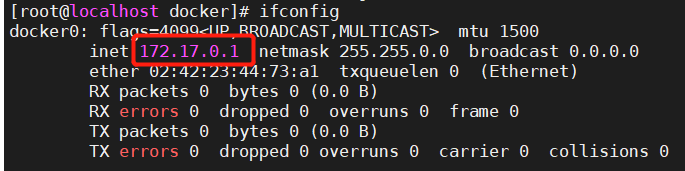 [root@localhost docker]# ifconfig
docker0: flags=4099<UP,BROADCAST,MULTICAST>  mtu 1500
        inet 172.17.0.1  netmask 255.255.0.0  broadcast 0.0.0.0
        ether 02:42:23:44:73:a1  txqueuelen 0  (Ethernet)
        RX packets 0  bytes 0 (0.0 B)
        RX errors 0  dropped 0  overruns 0  frame 0
        TX packets 0  bytes 0 (0.0 B)
        TX errors 0  dropped 0 overruns 0  carrier 0  collisions 0